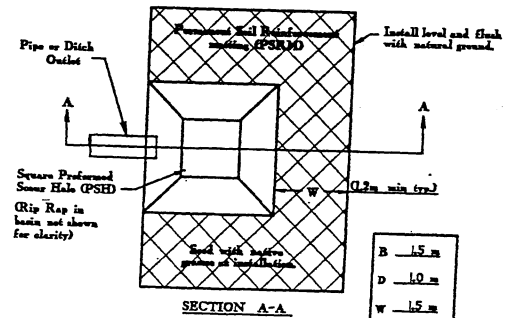 Permanent Soil Reinforcement
matting (PSRM)
Install level and flush
with natural ground.
Pipe or Ditch
Outlet
A
A
Square Preformed
Scour Hole (PSH)
(Rip Rap in
basin not shown
for clarity)
W
(1.2m min typ.)
Seed with native
grasses at installation.
SECTION A-A
B 1.5 m
D 1.0 m
W 1.5 m